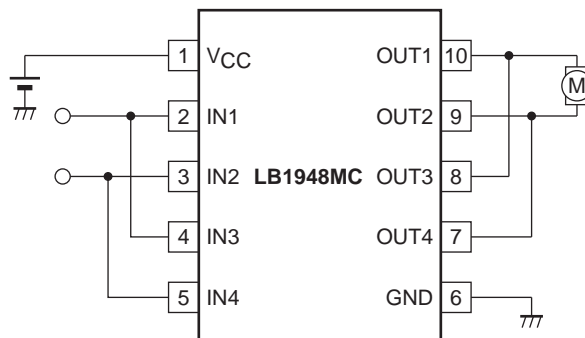 1 VCC OUT1 10
M
2 IN1 OUT2 9
3 IN2 LB1948MC OUT3 8
4 IN3 OUT4 7
5 IN4 GND 6